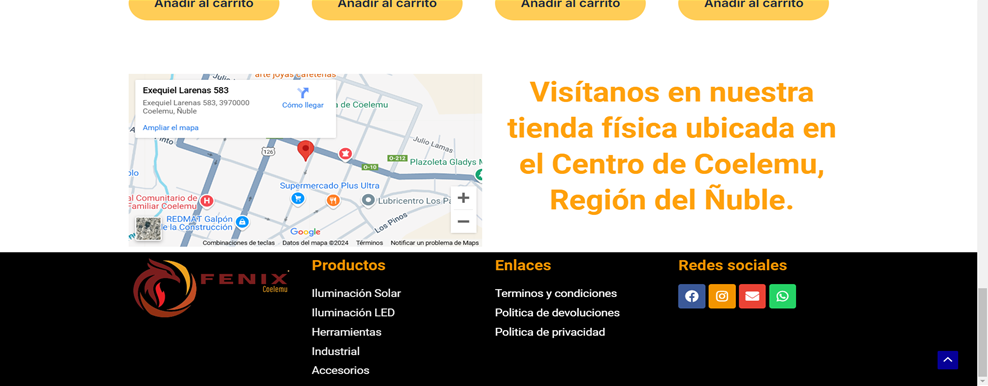 Añadir al carrito
Añadir al carrito
Añadir al carrito
Añadir al carrito
arte joyas Cafeterías
Exequiel Larenas 583
Exequiel Larenas 583, 3970000
Coelemu, Ñuble
Cómo llegar
Ampliar el mapa
a de Coelemu
Julio Lamas
126
O-212
O-10
Plazoleta Gladys M
Supermercado Plus Ultra
al Comunitario de
Familiar Coelemu
Lubricentro Los P
REDMAT Galpón
de la Construcción
Los Pinos
Google
Combinaciones de teclas
Datos del mapa ©2024
Términos
Notificar un problema de Maps
Visítanos en nuestra
tienda física ubicada en
el Centro de Coelemu,
Región del Ñuble.
FENIX
Coelemu
Productos
Iluminación Solar
Iluminación LED
Herramientas
Industrial
Accesorios
Enlaces
Terminos y condiciones
Politica de devoluciones
Politica de privacidad
Redes sociales